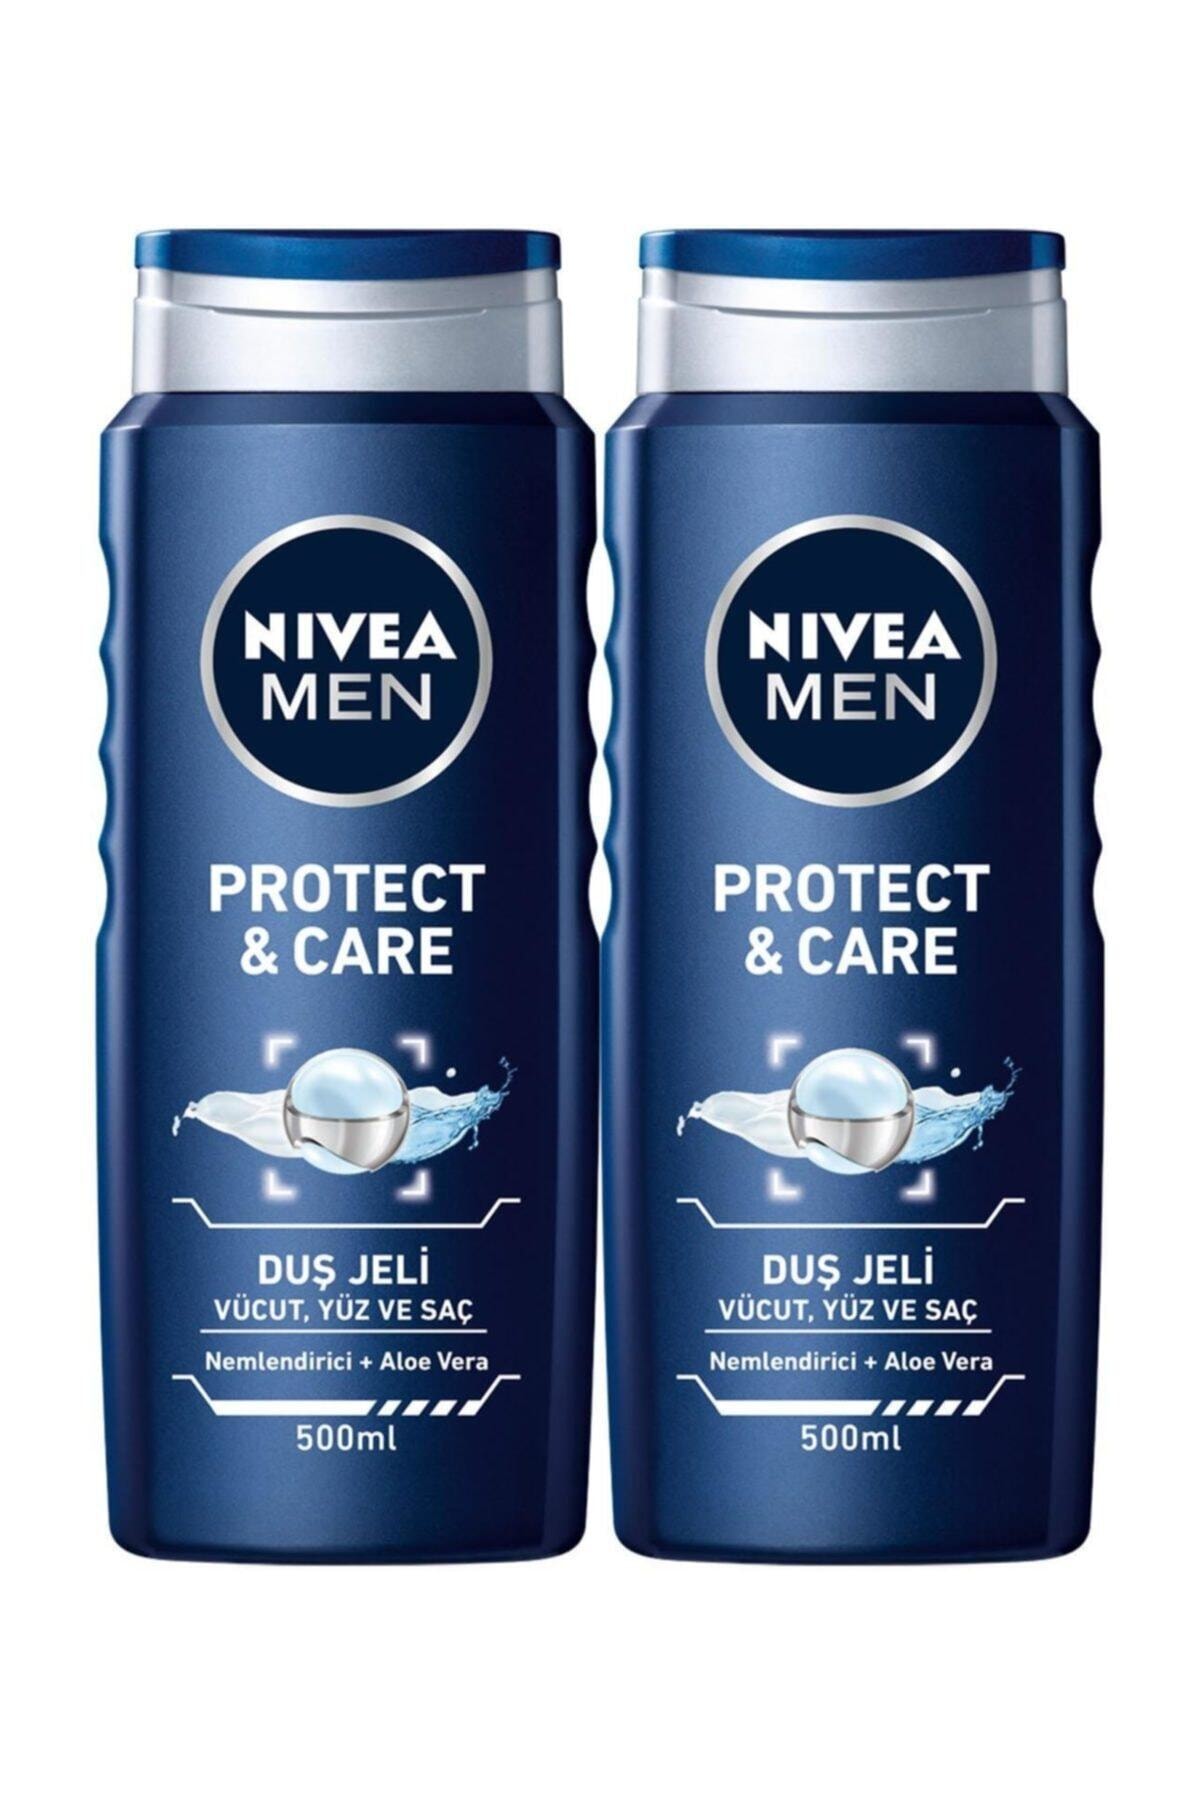 NIVEA
MEN
PROTECT
& CARE
DUŞ JELİ
VÜCUT, YÜZ VE SAÇ
Nemlendirici + Aloe Vera
500ml
NIVEA
MEN
PROTECT
& CARE
DUŞ JELİ
VÜCUT, YÜZ VE SAÇ
Nemlendirici + Aloe Vera
500ml